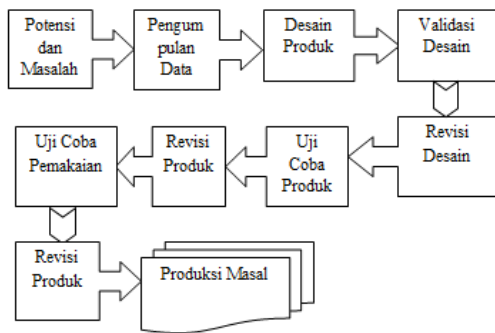 Potensi
dan
Masalah
Pengum
pulan
Data
Desain
Produk
Validasi
Desain
Revisi
Desain
Uji
Coba
Produk
Revisi
Produk
Uji Coba
Pemakaian
Revisi
Produk
Produksi Masal